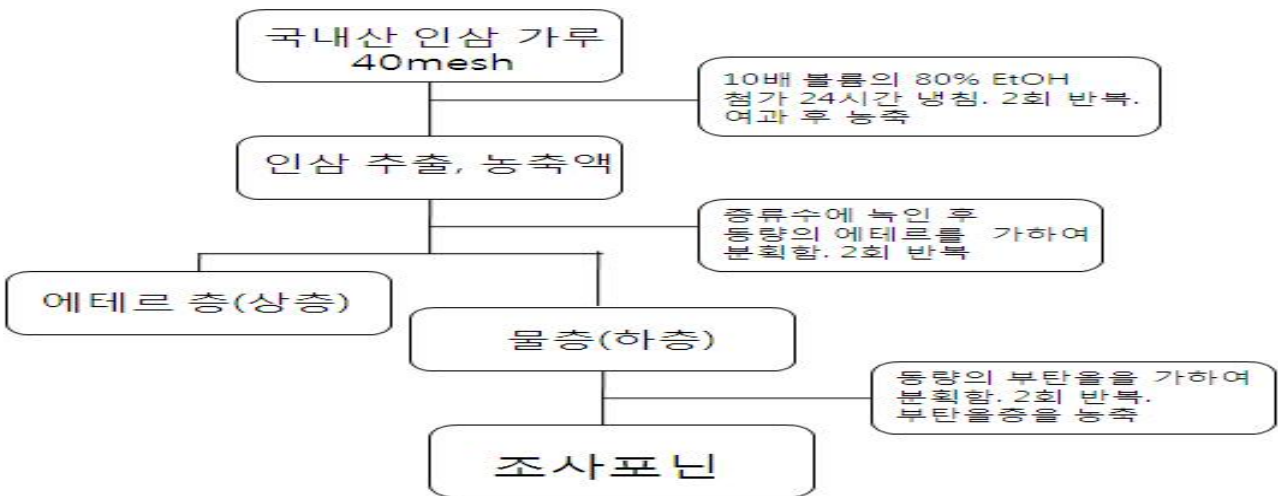 국내산 인삼 가루
40mesh
10배 볼륨의 80% EtOH
첨가 24시간 냉침. 2회 반복.
여과 후 농축
인삼 추출, 농축액
증류수에 녹인 후
동량의 에테르를 가하여
분획함. 2회 반복
에테르 층(상층)
물층(하층)
동량의 부탄올을 가하여
분획함. 2회 반복.
부탄올층을 농축
조사포닌